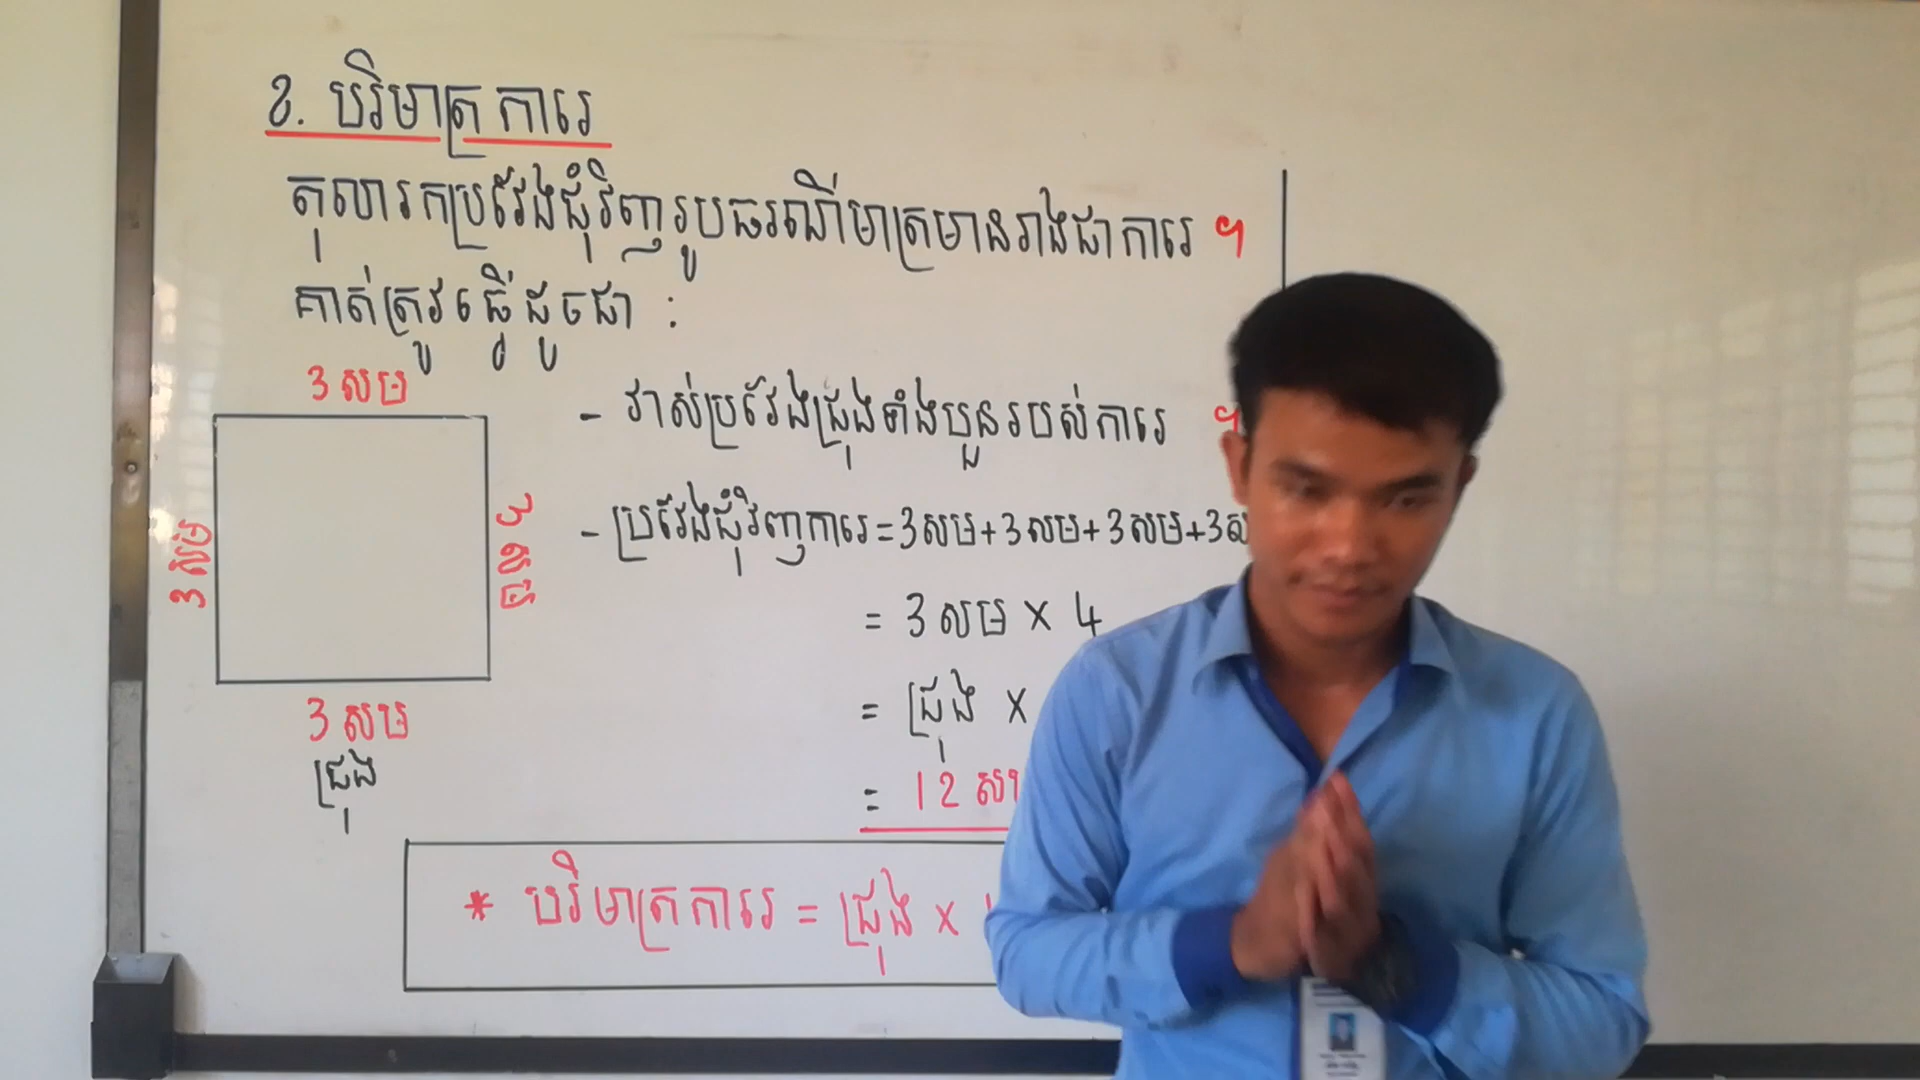 ខ. បរិមាត្រការេ
តុលារកប្រវែងជុំវិញរូបធរណីមាត្រមានរាងជាការេ ។
គាត់ត្រូវធ្វើដូចជា :
3 សម
- វាស់ប្រវែងជ្រុងទាំងបួនរបស់ការេ ។
3 សម
3 សម
- ប្រវែងជុំវិញការេ = 3សម + 3សម + 3សម + 3ស
= 3 សម × 4
= ជ្រុង ×
3 សម
ជ្រុង
= 12 ស
* បរិមាត្រការេ = ជ្រុង ×